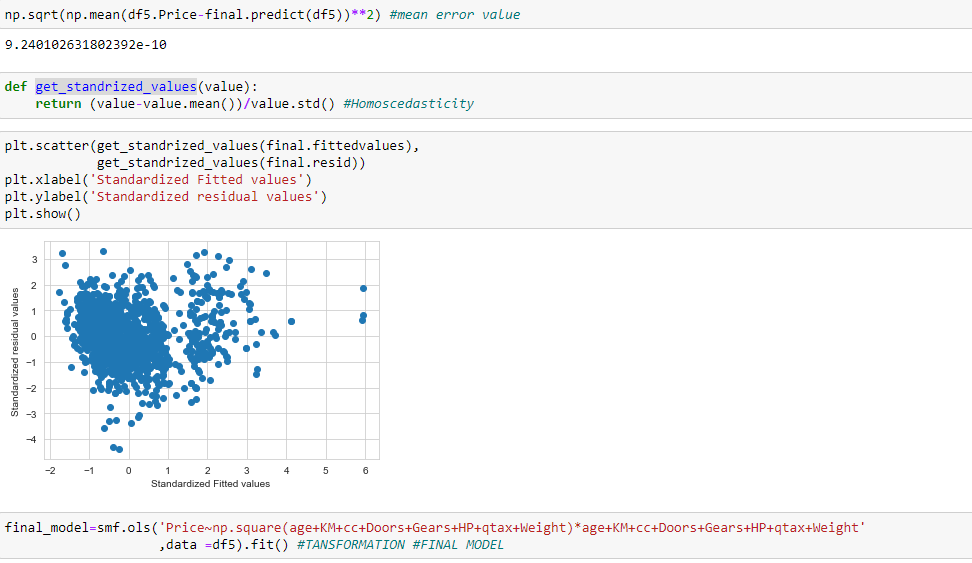 np.sqrt(np.mean(df5.Price-final.predict(df5))**2) #mean error value
9.240102631802392e-10
def get_standrized_values(value):
    return (value-value.mean())/value.std() #Homoscedasticity
plt.scatter(get_standrized_values(final.fittedvalues),
            get_standrized_values(final.resid))
plt.xlabel('Standardized Fitted values')
plt.ylabel('Standardized residual values')
plt.show()
Standardized residual values
3
2
1
0
−1
−2
−3
−4
−2 −1 0 1 2 3 4 5 6
Standardized Fitted values
final_model=smf.ols('Price~np.square(age+KM+cc+Doors+Gears+HP+qtax+Weight)*age+KM+cc+Doors+Gears+HP+qtax+Weight'
                    ,data =df5).fit() #TANSFORMATION #FINAL MODEL